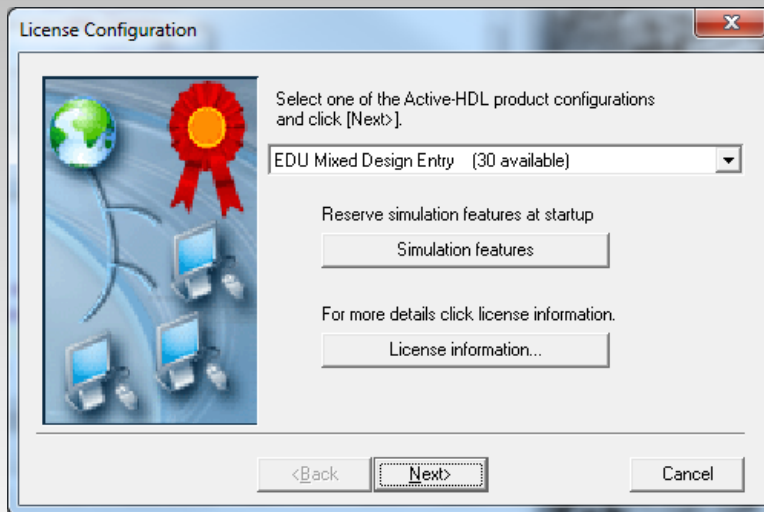 License Configuration
Select one of the Active-HDL product configurations
and click [Next>].
EDU Mixed Design Entry (30 available)
Reserve simulation features at startup
Simulation features
For more details click license information.
License information...
<Back
Next>
Cancel